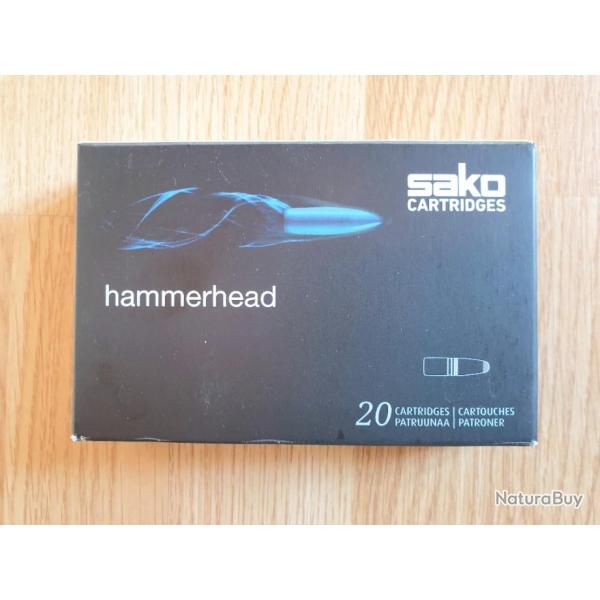 sako
CARTRIDGES
hammerhead
20 CARTRIDGES | CARTOUCHES
PATRUUNAA | PATRONER
NaturaBuy